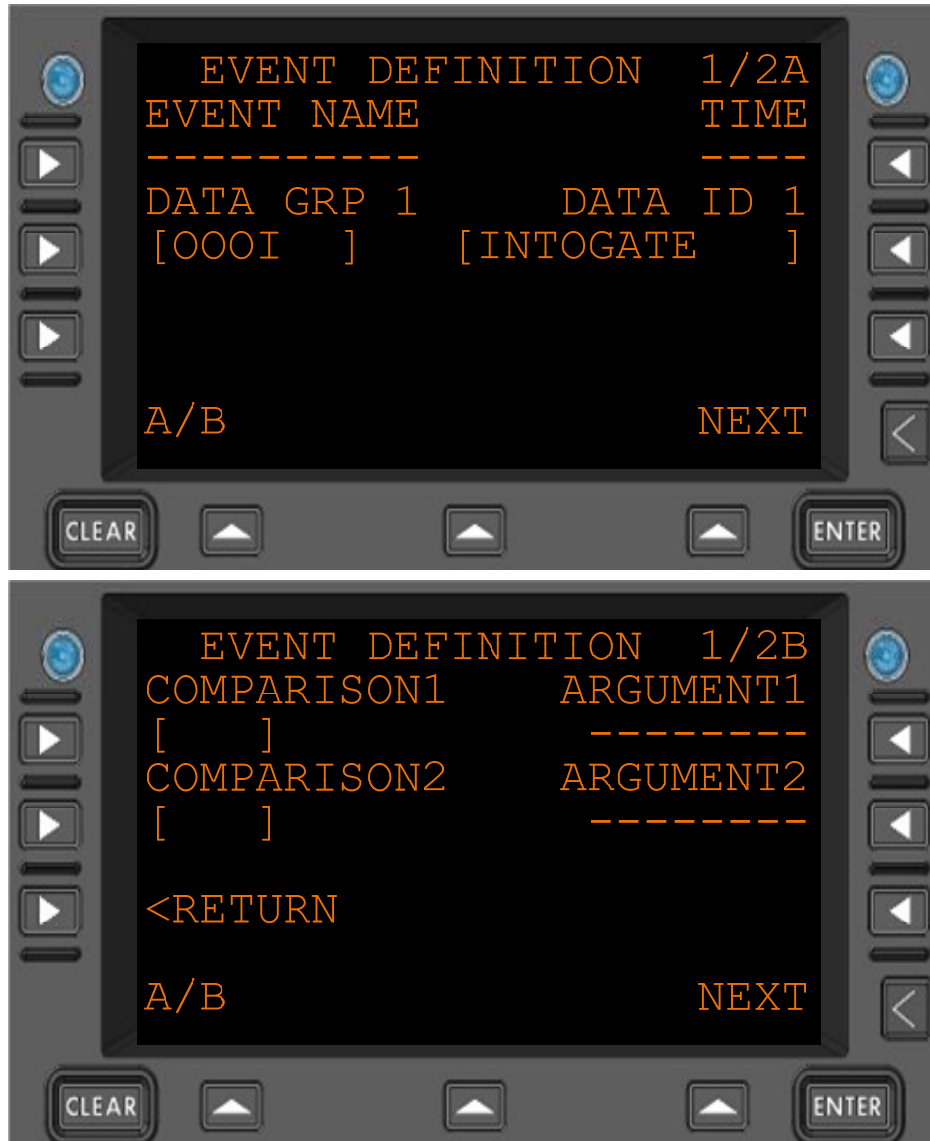 EVENT DEFINITION 1/2A
EVENT NAME TIME
---------- ----
DATA GRP 1 DATA ID 1
[OOOI ] [INTOGATE ]
A/B NEXT
CLEAR ENTER
EVENT DEFINITION 1/2B
COMPARISON1 ARGUMENT1
[ ] --------
COMPARISON2 ARGUMENT2
[ ] --------
<RETURN
A/B NEXT
CLEAR ENTER